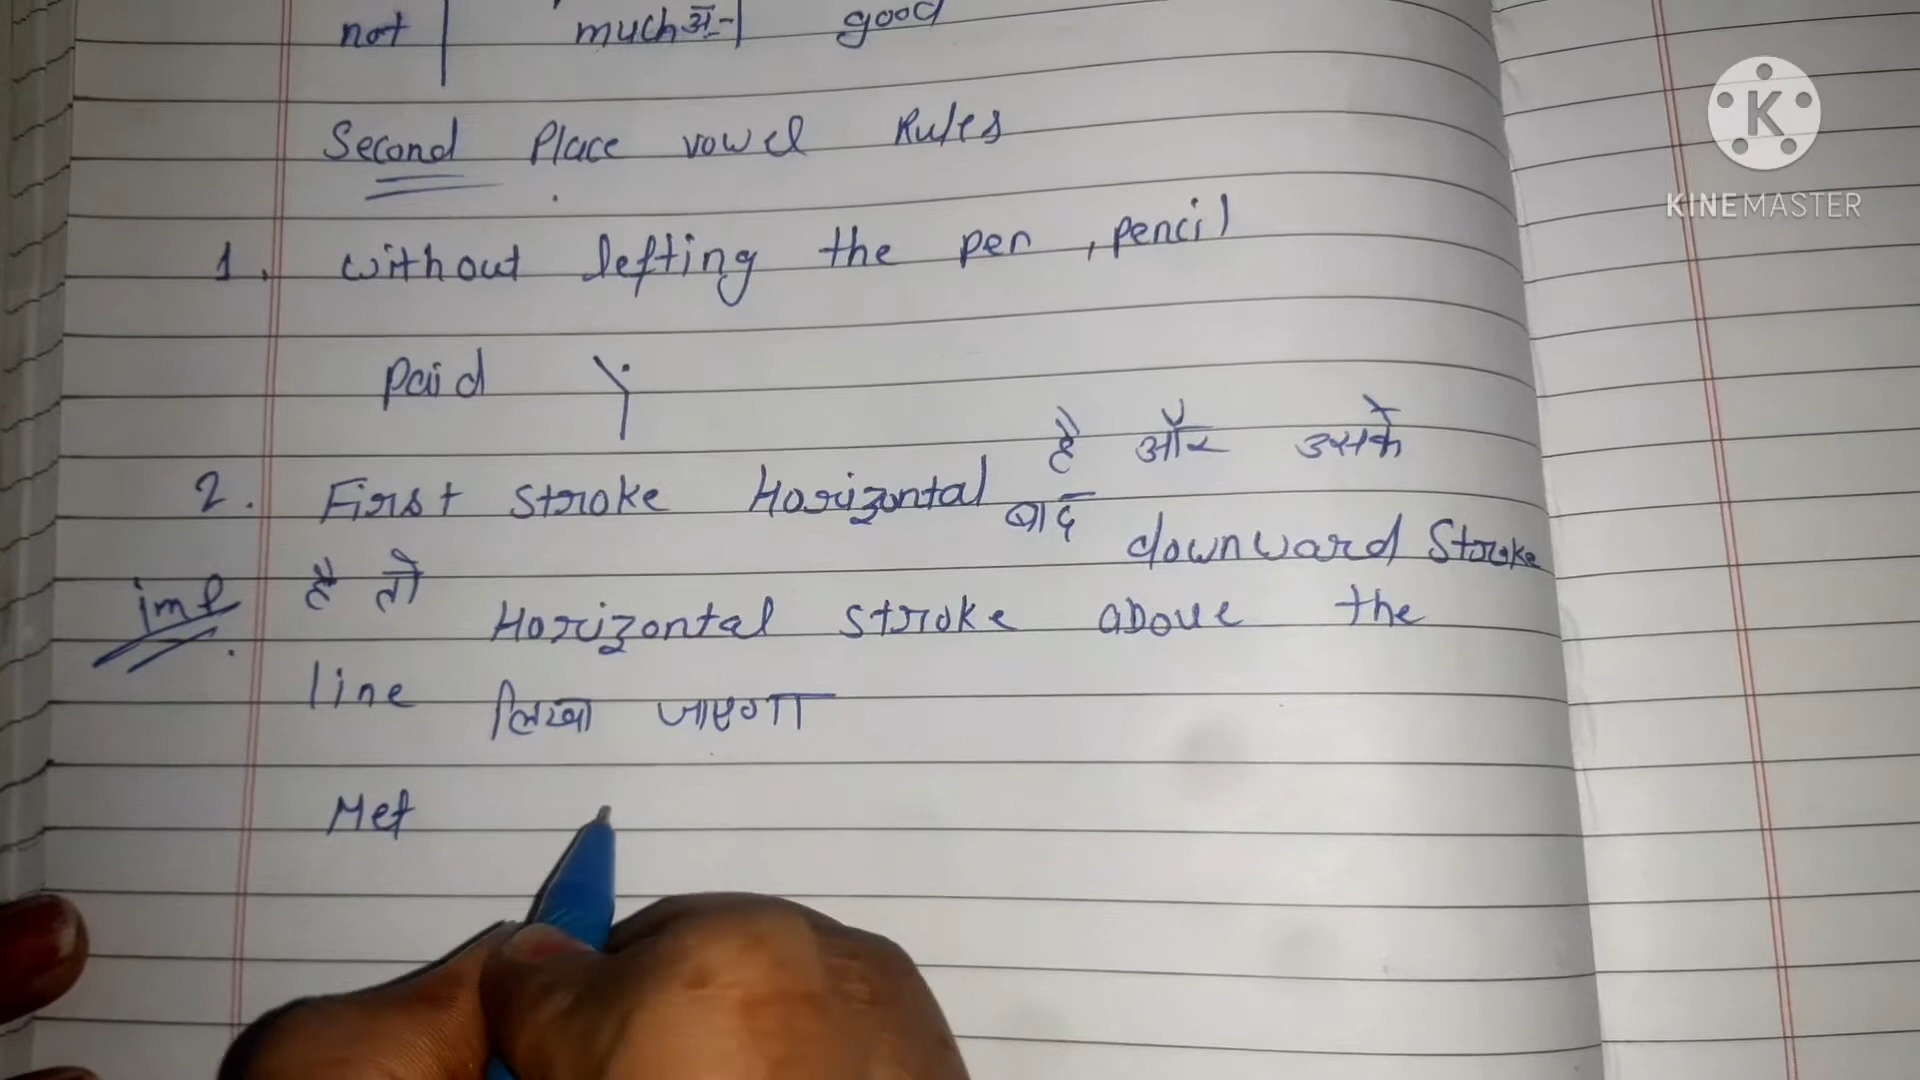 not much अॅ- good
Second Place vowel Rules
1. without lefting the pen , pencil
Paid
2. First stroke Horizontal है और उसके
बाद downward Stroke
imp है तो Horizontal stroke above the
line लिखा जाएगा
Met
K
KINEMASTER